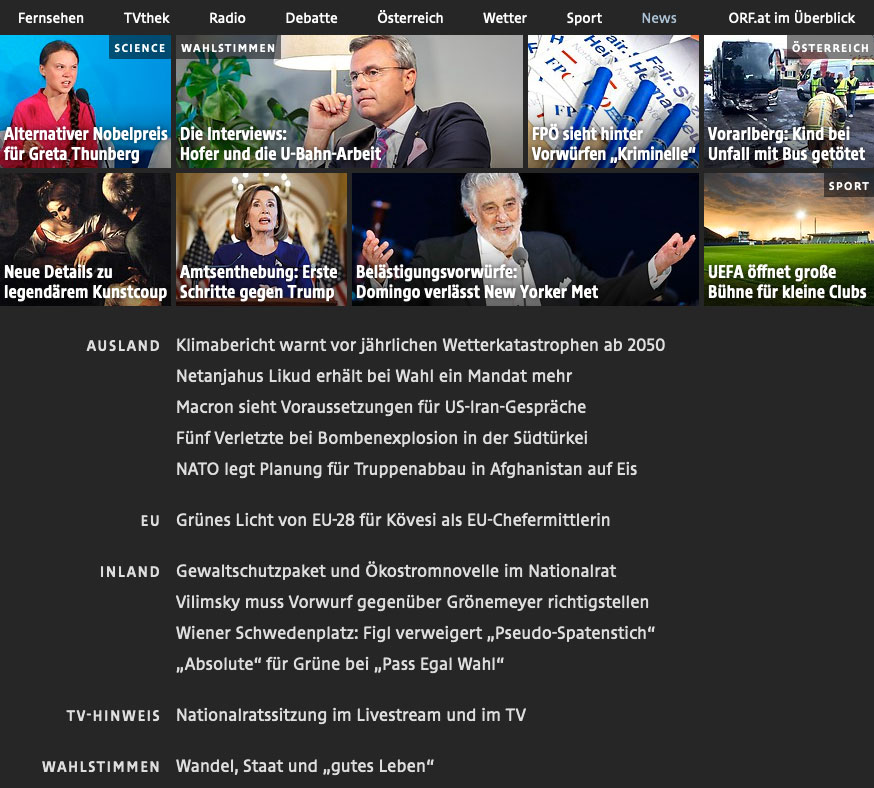 Fernsehen TVthek Radio Debatte Österreich Wetter Sport News ORF.at im Überblick
SCIENCE
Alternativer Nobelpreis
für Greta Thunberg
WAHLSTIMMEN
Die Interviews:
Hofer und die U-Bahn-Arbeit
FPÖ sieht hinter
Vorwürfen „Kriminelle“
ÖSTERREICH
Vorarlberg: Kind bei
Unfall mit Bus getötet
Neue Details zu
legendärem Kunstcoup
Amtsenthebung: Erste
Schritte gegen Trump
Belästigungsvorwürfe:
Domingo verlässt New Yorker Met
SPORT
UEFA öffnet große
Bühne für kleine Clubs
AUSLAND Klimabericht warnt vor jährlichen Wetterkatastrophen ab 2050
Netanjahus Likud erhält bei Wahl ein Mandat mehr
Macron sieht Voraussetzungen für US-Iran-Gespräche
Fünf Verletzte bei Bombenexplosion in der Südtürkei
NATO legt Planung für Truppenabbau in Afghanistan auf Eis
EU Grünes Licht von EU-28 für Kövesi als EU-Chefermittlerin
INLAND Gewaltschutzpaket und Ökostromnovelle im Nationalrat
Vilimsky muss Vorwurf gegenüber Grönemeyer richtigstellen
Wiener Schwedenplatz: Figl verweigert „Pseudo-Spatenstich“
„Absolute“ für Grüne bei „Pass Egal Wahl“
TV-HINWEIS Nationalratssitzung im Livestream und im TV
WAHLSTIMMEN Wandel, Staat und „gutes Leben“